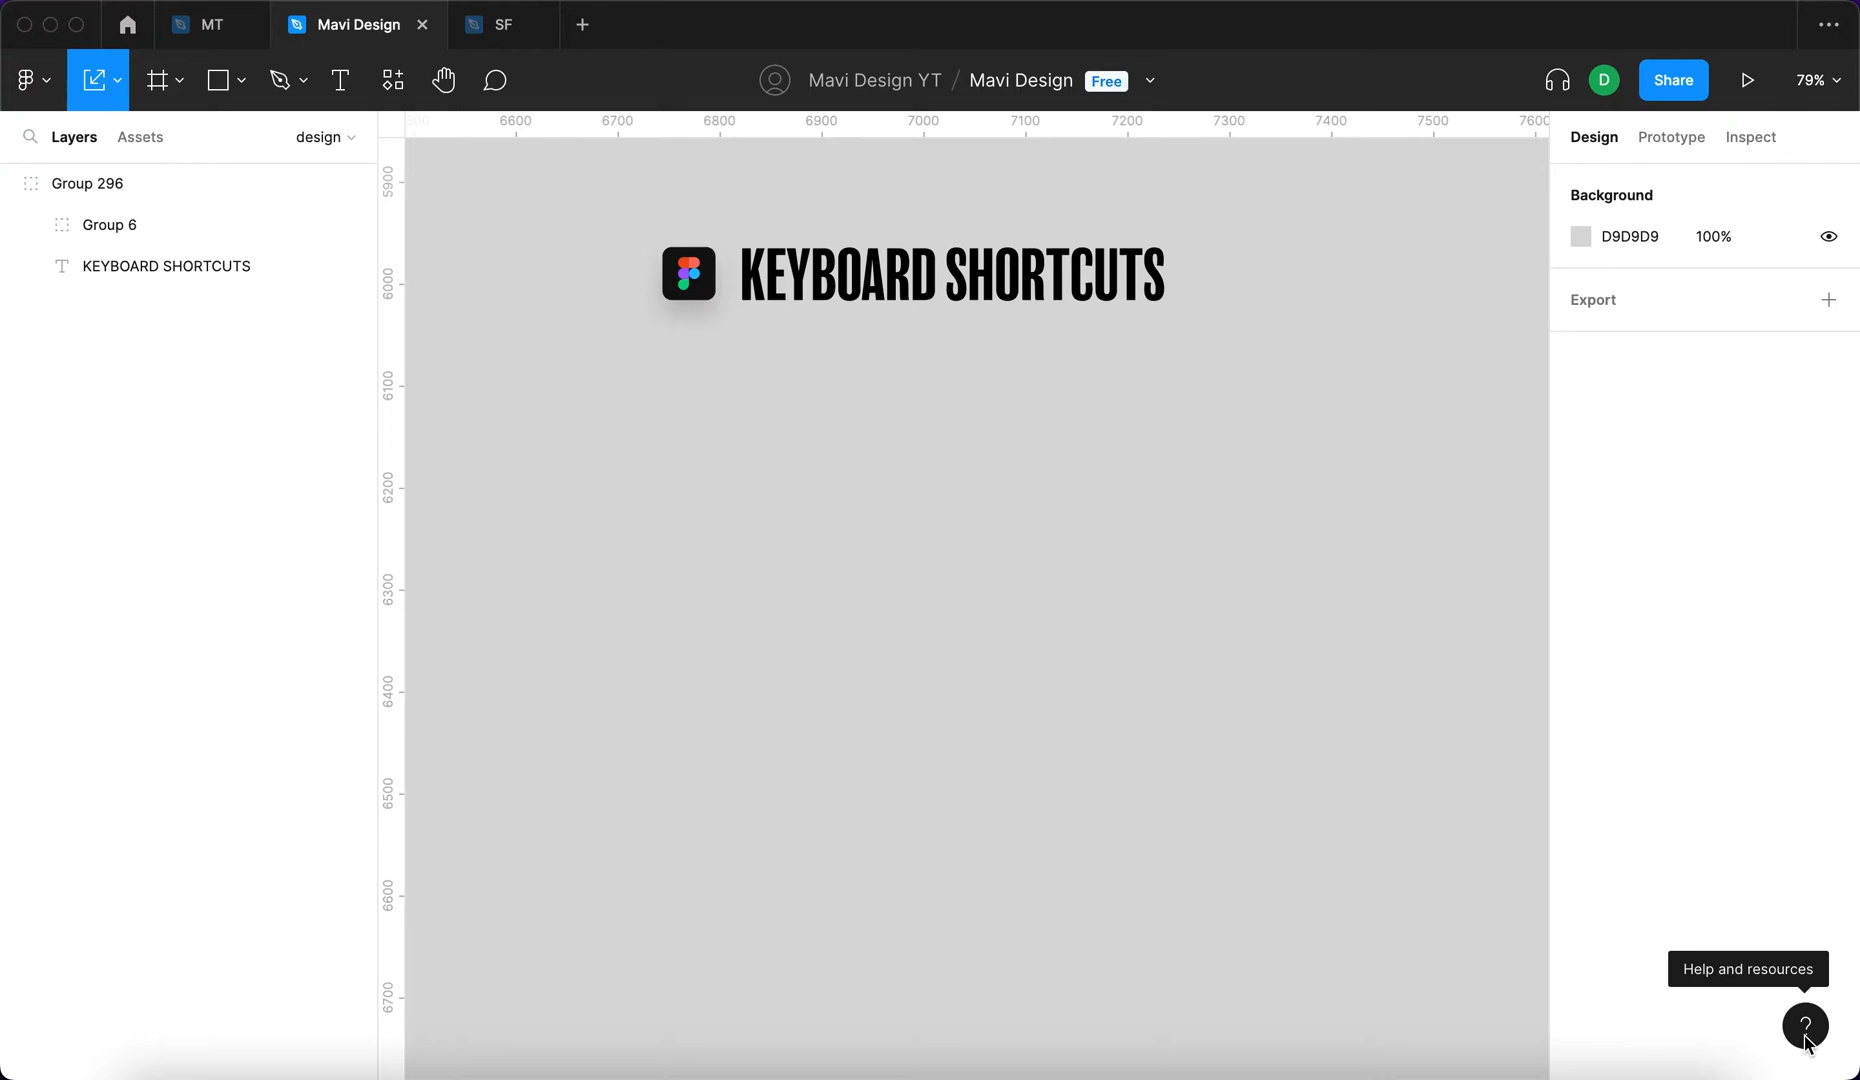 MT
Mavi Design
SF
Mavi Design YT / Mavi Design Free
D
Share
79%
Layers
Assets
design
600 6600 6700 6800 6900 7000 7100 7200 7300 7400 7500 7600
Design
Prototype
Inspect
Group 296
Group 6
KEYBOARD SHORTCUTS
5900
6000
6100
6200
6300
6400
6500
6600
6700
KEYBOARD SHORTCUTS
Background
D9D9D9 100%
Export
Help and resources
?